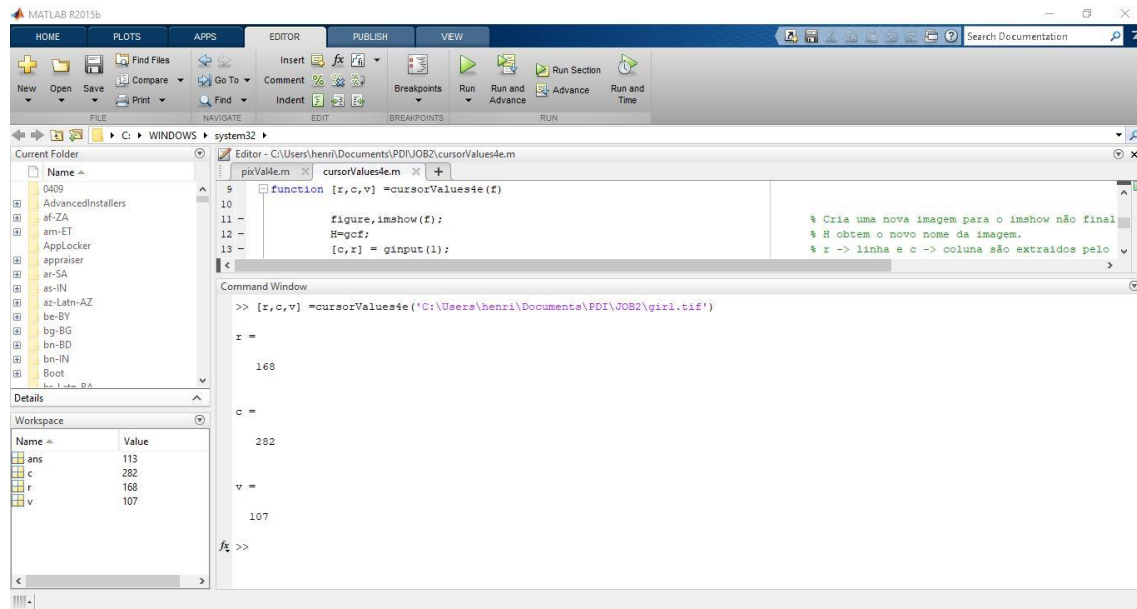 MATLAB R2015b
HOME PLOTS APPS EDITOR PUBLISH VIEW
Search Documentation
New Open Save
Find Files
Compare
Print
Go To
Find
Insert fx
Comment
Indent
Breakpoints
Run
Run and Advance
Run Section
Advance
Run and Time
FILE NAVIGATE EDIT BREAKPOINTS RUN
C: WINDOWS system32
Current Folder
Name
0409
AdvancedInstallers
af-ZA
am-ET
AppLocker
appraiser
ar-SA
as-IN
az-Latn-AZ
be-BY
bg-BG
bn-BD
bn-IN
Boot
bs-Latn-BA
Details
Workspace
Name Value
ans 113
c 282
r 168
v 107
Editor - C:\Users\henri\Documents\PDI\JOB2\cursorValues4e.m
pixVal4e.m cursorValues4e.m
9 function [r,c,v] =cursorValues4e(f)
10
11 - figure,imshow(f); % Cria uma nova imagem para o imshow não final
12 - H=gcf; % H obtem o novo nome da imagem.
13 - [c,r] = ginput(1); % r -> linha e c -> coluna são extraidos pelo
Command Window
>> [r,c,v] =cursorValues4e('C:\Users\henri\Documents\PDI\JOB2\girl.tif')
r =
168
c =
282
v =
107
fx >>